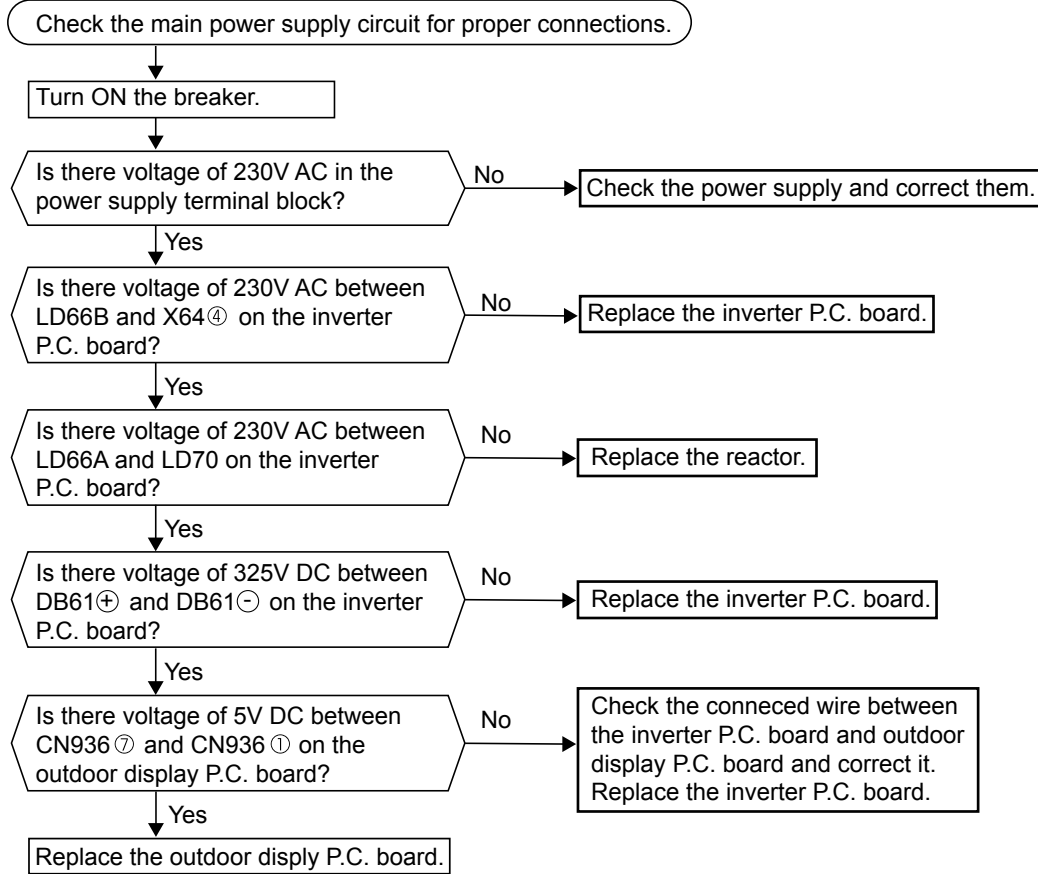 Check the main power supply circuit for proper connections.
Turn ON the breaker.
Is there voltage of 230V AC in the
power supply terminal block?
No
Check the power supply and correct them.
Yes
Is there voltage of 230V AC between
LD66B and X64④ on the inverter
P.C. board?
No
Replace the inverter P.C. board.
Yes
Is there voltage of 230V AC between
LD66A and LD70 on the inverter
P.C. board?
No
Replace the reactor.
Yes
Is there voltage of 325V DC between
DB61⊕ and DB61⊖ on the inverter
P.C. board?
No
Replace the inverter P.C. board.
Yes
Is there voltage of 5V DC between
CN936⑦ and CN936① on the
outdoor display P.C. board?
No
Check the conneced wire between
the inverter P.C. board and outdoor
display P.C. board and correct it.
Replace the inverter P.C. board.
Yes
Replace the outdoor disply P.C. board.